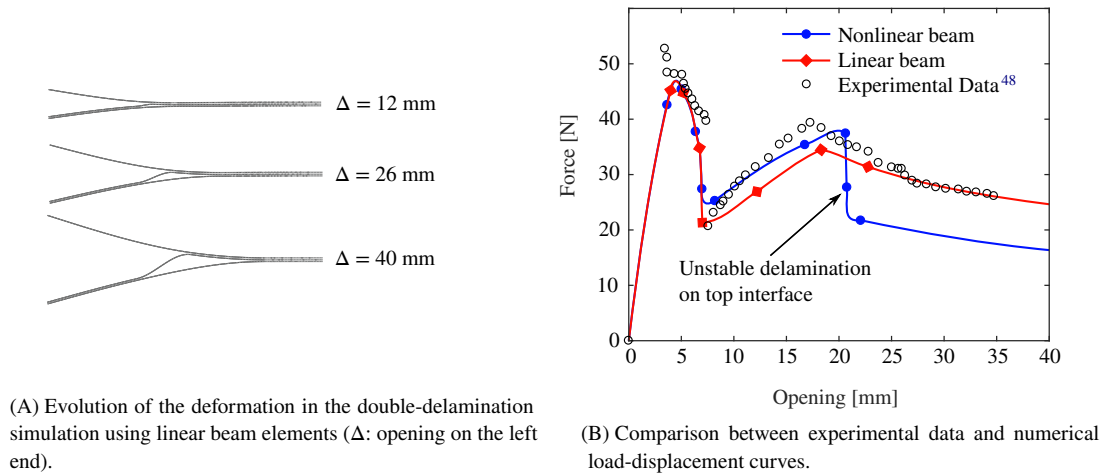 Δ = 12 mm
Δ = 26 mm
Δ = 40 mm
(A) Evolution of the deformation in the double-delamination
simulation using linear beam elements (Δ: opening on the left
end).
Nonlinear beam
Linear beam
Experimental Data48
50
40
30
20
10
0
Force [N]
Unstable delamination
on top interface
0 5 10 15 20 25 30 35 40
Opening [mm]
(B) Comparison between experimental data and numerical
load-displacement curves.